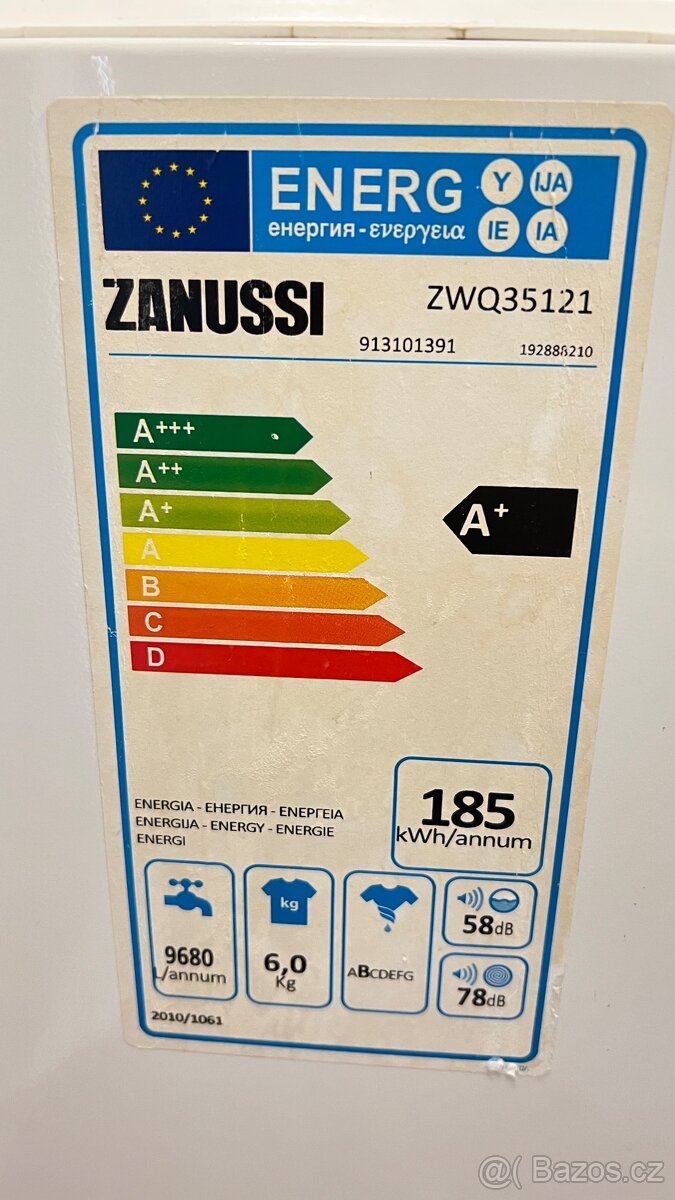 ENERG Y IJA
енергия - ενεργεια IE IA
ZANUSSI ZWQ35121
913101391 192888210
A+++
A++
A+
A+
A
B
C
D
185
kWh/annum
ENERGIA - ЕНЕРГИЯ - ΕΝΕΡΓΕΙΑ
ENERGIJA - ENERGY - ENERGIE
ENERGI
kg
9680
L/annum
6,0
Kg
ABCDEFG
58dB
78dB
2010/1061
@( Bazos.cz